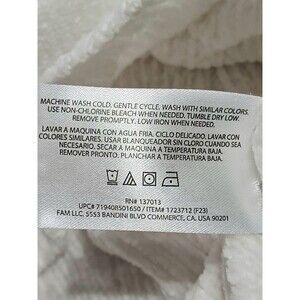 MACHINE WASH COLD. GENTLE CYCLE. WASH WITH SIMILAR COLORS.
USE NON-CHLORINE BLEACH WHEN NEEDED. TUMBLE DRY LOW.
REMOVE PROMPTLY. LOW IRON WHEN NEEDED.
LAVAR A MAQUINA CON AGUA FRIA. CICLO DELICADO, LAVAR CON
COLORES SIMILARES. USAR BLANQUEADOR SIN CLORO CUANDO SEA
NECESARIO. SECAR A MAQUINA A TEMPERATURA BAJA.
REMOVER PRONTO: PLANCHAR A TEMPERATURA BAJA.
RN# 137013
UPC# 719408501650 / ITEM# 1723712 (F23)
FAM LLC, 5553 BANDINI BLVD COMMERCE, CA. USA 90201